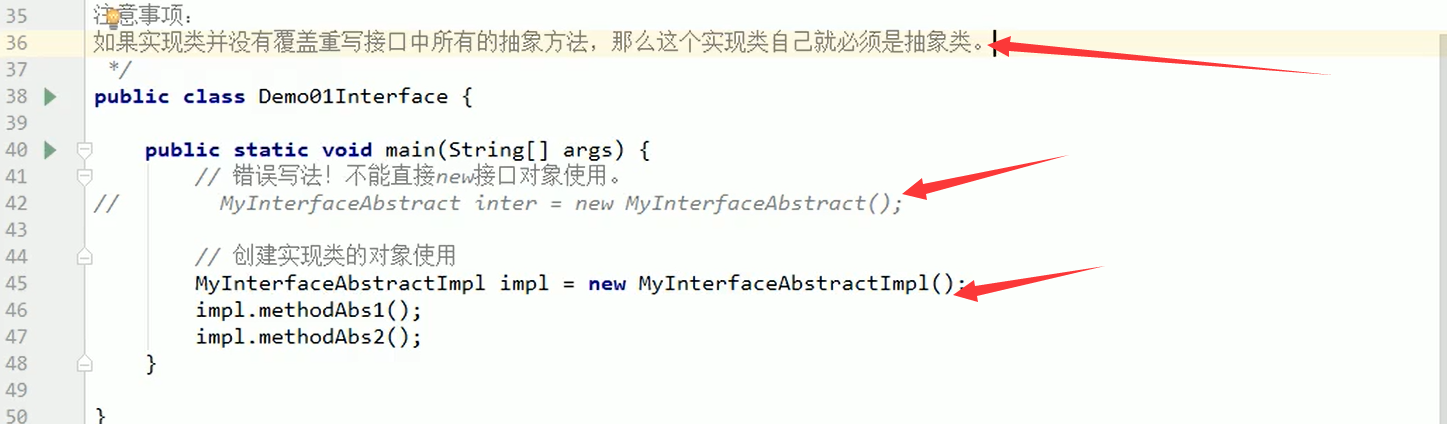 35 注意事项：
36 如果实现类并没有覆盖重写接口中所有的抽象方法，那么这个实现类自己就必须是抽象类。
37 */
38 public class Demo01Interface {
39
40 public static void main(String[] args) {
41 // 错误写法！不能直接new接口对象使用。
42 // MyInterfaceAbstract inter = new MyInterfaceAbstract();
43
44 // 创建实现类的对象使用
45 MyInterfaceAbstractImpl impl = new MyInterfaceAbstractImpl();
46 impl.methodAbs1();
47 impl.methodAbs2();
48 }
49
50 }